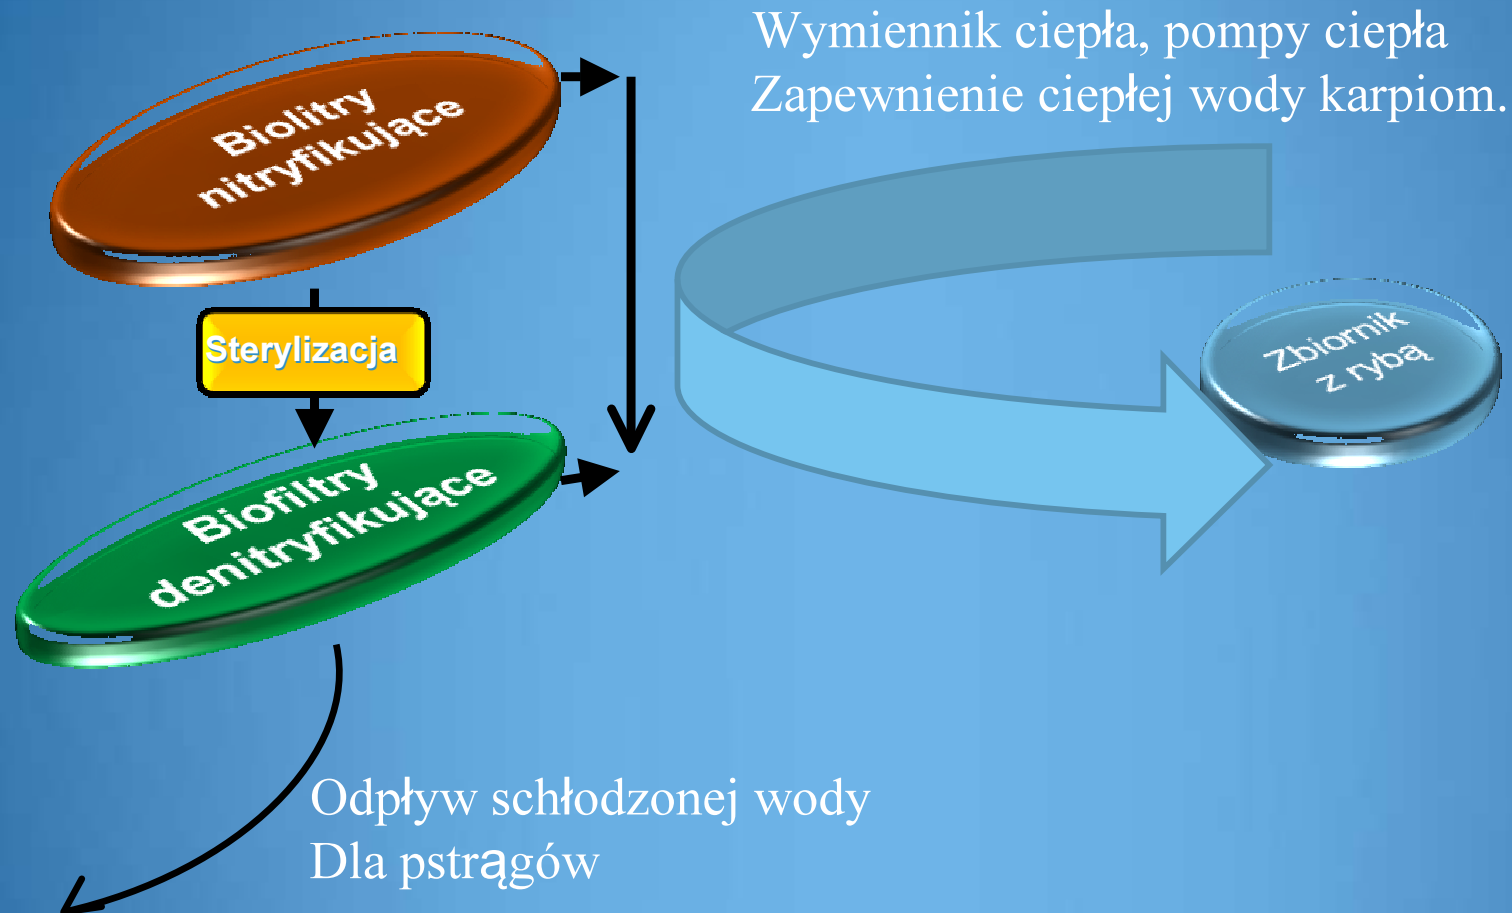 Wymiennik ciepła, pompy ciepła
Zapewnienie ciepłej wody karpiom.
Biolitry
nitryfikujące
Sterylizacja
Zbiornik
z rybą
Biofiltry
denitryfikujące
Odpływ schłodzonej wody
Dla pstrągów